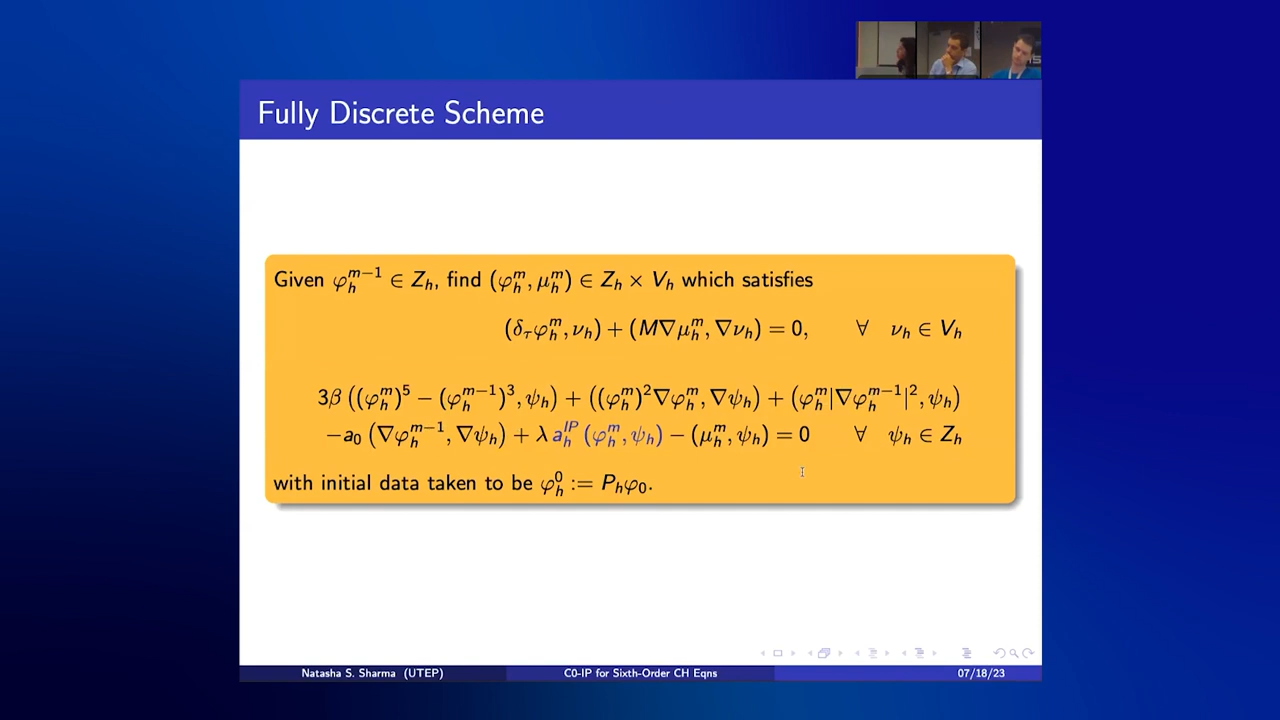 Fully Discrete Scheme
Given φ_h^{m−1} ∈ Z_h, find (φ_h^m, μ_h^m) ∈ Z_h × V_h which satisfies
(δ_τ φ_h^m, ν_h) + (M∇μ_h^m, ∇ν_h) = 0, ∀ ν_h ∈ V_h
3β ((φ_h^m)^5 − (φ_h^{m−1})^3, ψ_h) + ((φ_h^m)^2 ∇φ_h^m, ∇ψ_h) + (φ_h^m |∇φ_h^{m−1}|^2, ψ_h)
−a_0 (∇φ_h^{m−1}, ∇ψ_h) + λ a_h^{IP} (φ_h^m, ψ_h) − (μ_h^m, ψ_h) = 0 ∀ ψ_h ∈ Z_h
with initial data taken to be φ_h^0 := P_h φ_0.
Natasha S. Sharma (UTEP) C0-IP for Sixth-Order CH Eqns 07/18/23